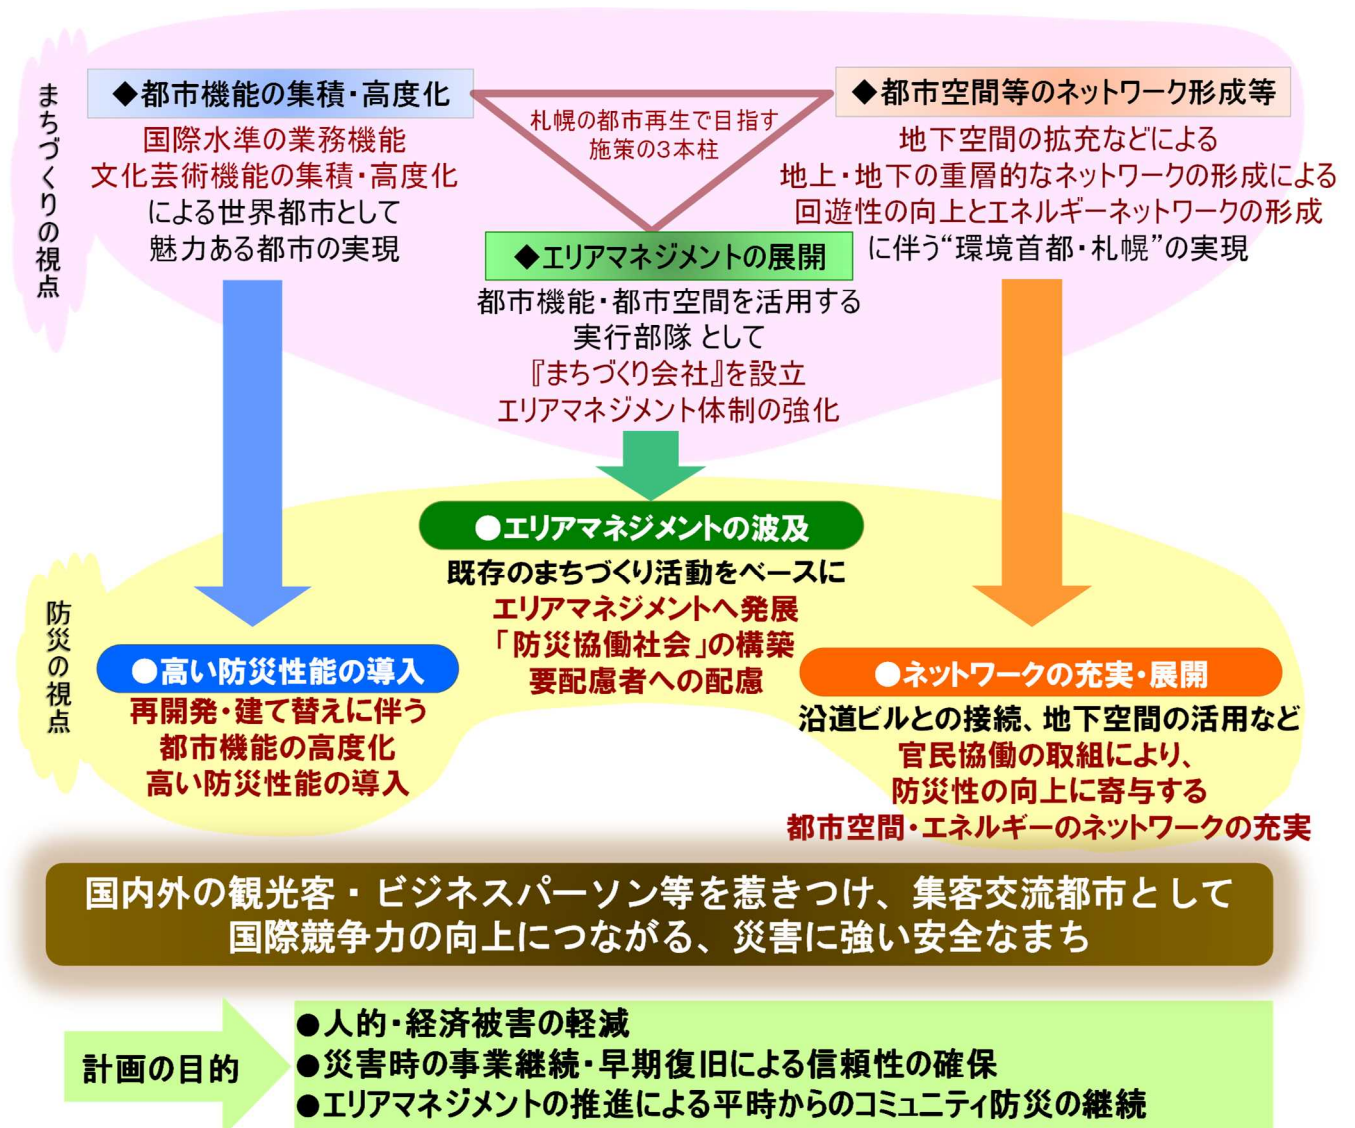 まちづくりの視点
◆都市機能の集積・高度化
国際水準の業務機能
文化芸術機能の集積・高度化
による世界都市として
魅力ある都市の実現
札幌の都市再生で目指す
施策の3本柱
◆都市空間等のネットワーク形成等
地下空間の拡充などによる
地上・地下の重層的なネットワークの形成による
回遊性の向上とエネルギーネットワークの形成
に伴う“環境首都・札幌”の実現
◆エリアマネジメントの展開
都市機能・都市空間を活用する
実行部隊 として
『まちづくり会社』を設立
エリアマネジメント体制の強化
防災の視点
●エリアマネジメントの波及
既存のまちづくり活動をベースに
エリアマネジメントへ発展
「防災協働社会」の構築
要配慮者への配慮
●高い防災性能の導入
再開発・建て替えに伴う
都市機能の高度化
高い防災性能の導入
●ネットワークの充実・展開
沿道ビルとの接続、地下空間の活用など
官民協働の取組により、
防災性の向上に寄与する
都市空間・エネルギーのネットワークの充実
国内外の観光客・ビジネスパーソン等を惹きつけ、集客交流都市として
国際競争力の向上につながる、災害に強い安全なまち
計画の目的
●人的・経済被害の軽減
●災害時の事業継続・早期復旧による信頼性の確保
●エリアマネジメントの推進による平時からのコミュニティ防災の継続